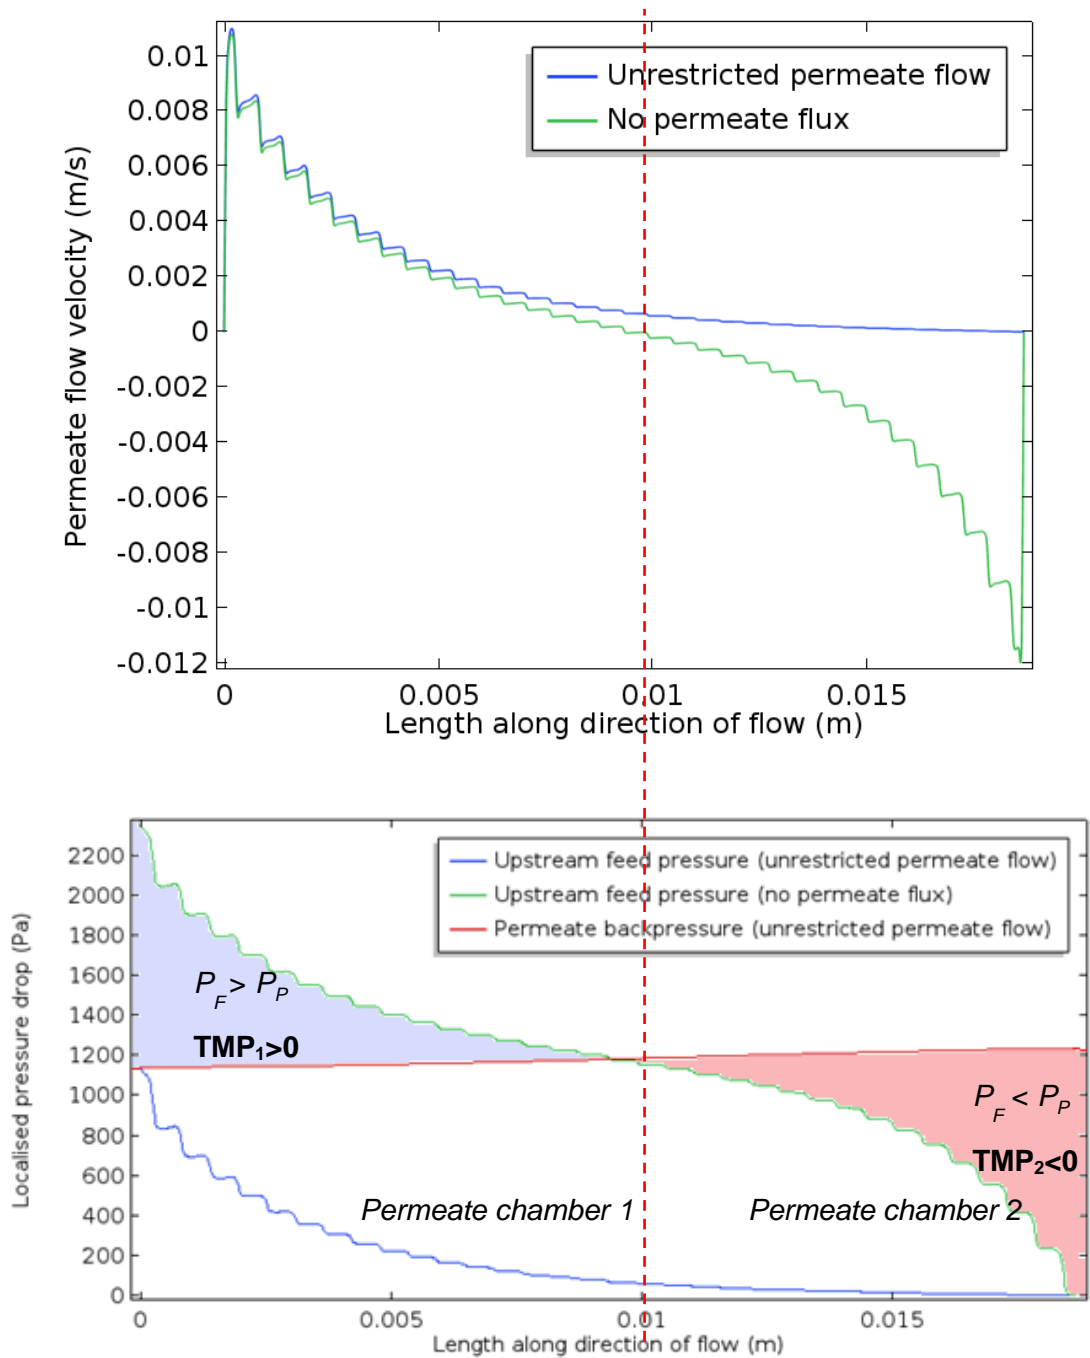 0.01
0.008
0.006
0.004
0.002
0
-0.002
-0.004
-0.006
-0.008
-0.01
-0.012
Permeate flow velocity (m/s)
Unrestricted permeate flow
No permeate flux
0 0.005 0.01 0.015
Length along direction of flow (m)
2200
2000
1800
1600
1400
1200
1000
800
600
400
200
0
Localised pressure drop (Pa)
Upstream feed pressure (unrestricted permeate flow)
Upstream feed pressure (no permeate flux)
Permeate backpressure (unrestricted permeate flow)
P_F > P_P
TMP₁>0
P_F < P_P
TMP₂<0
Permeate chamber 1
Permeate chamber 2
0 0.005 0.01 0.015
Length along direction of flow (m)